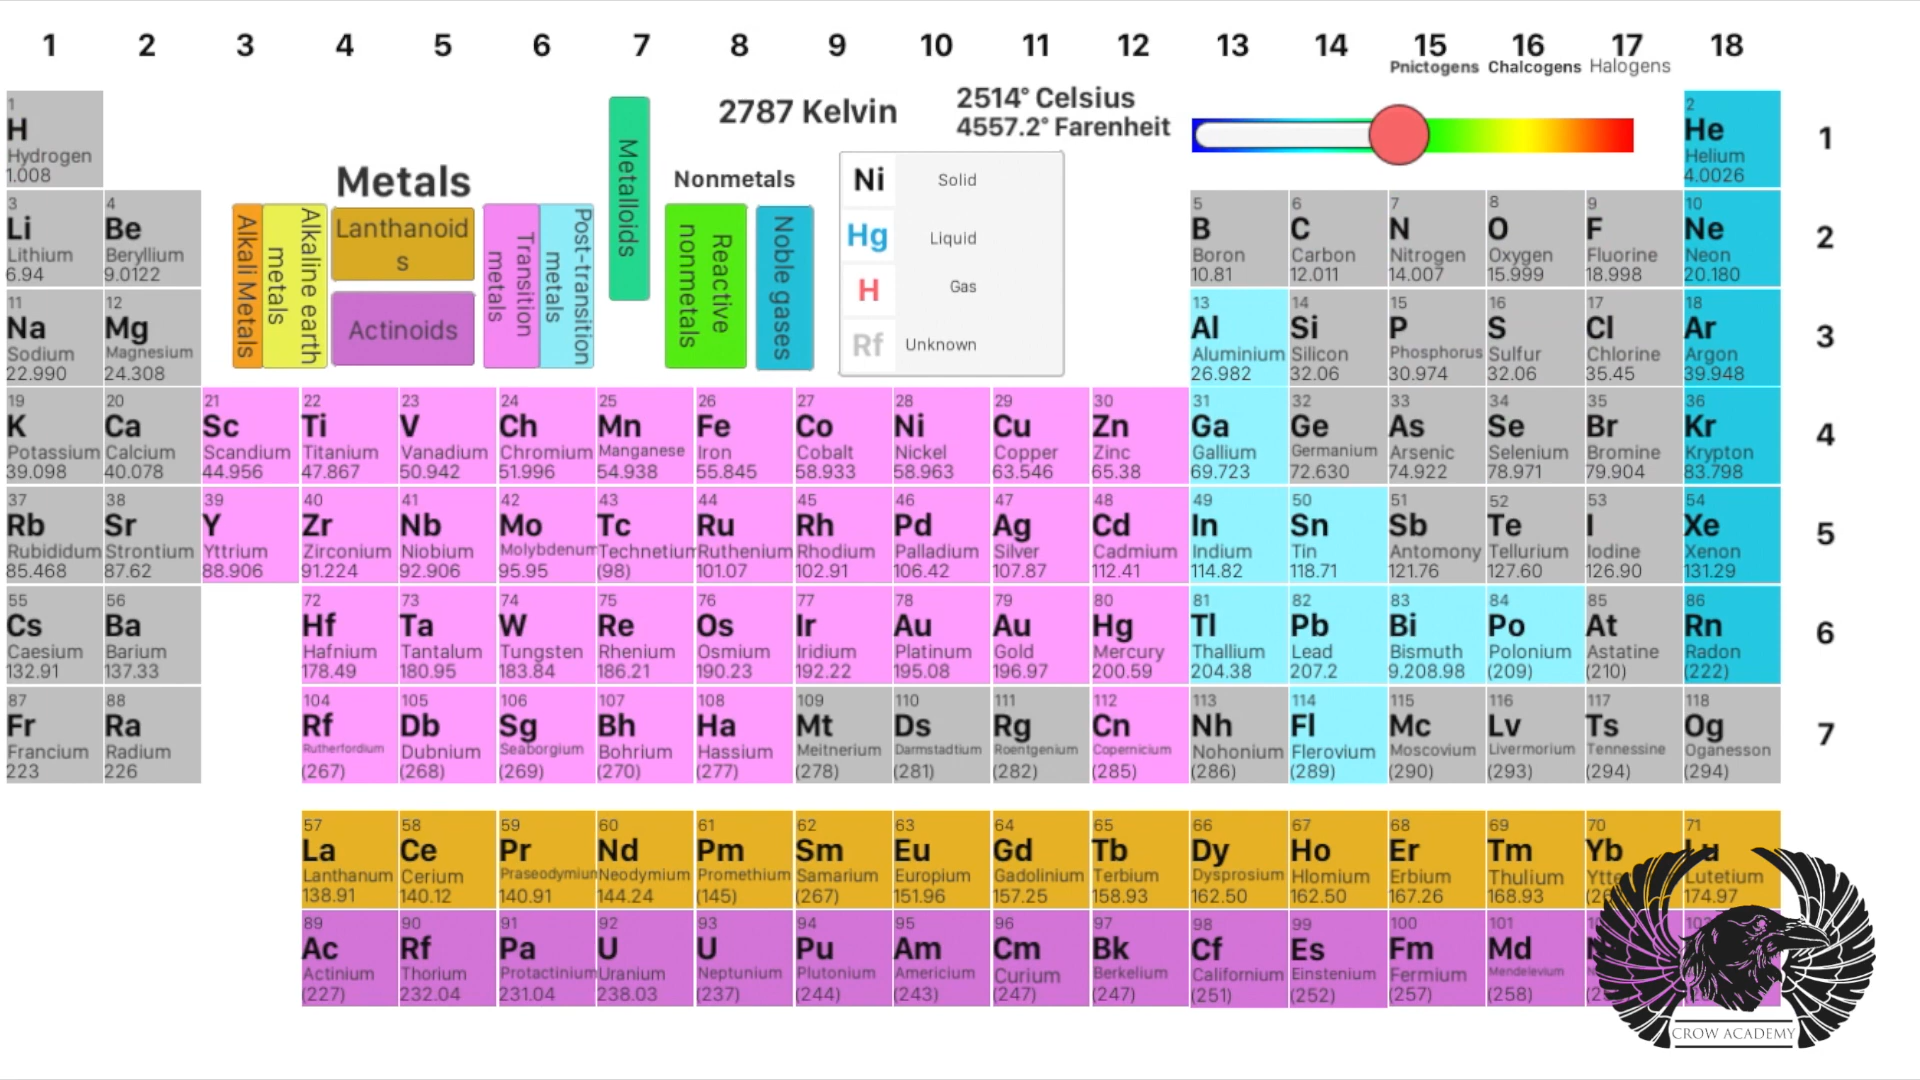 1 2 3 4 5 6 7 8 9 10 11 12 13 14 15 16 17 18
Pnictogens Chalcogens Halogens
2787 Kelvin
2514° Celsius
4557.2° Farenheit
Metals
Alkali Metals
Alkaline earth
metals
Lanthanoid
s
Actinoids
Transition
metals
Post-transition
metals
Metalloids
Nonmetals
Reactive
nonmetals
Noble gases
Ni Solid
Hg Liquid
H Gas
Rf Unknown
1 2
H He 1
Hydrogen Helium
1.008 4.0026
3 4 5 6 7 8 9 10
Li Be B C N O F Ne 2
Lithium Beryllium Boron Carbon Nitrogen Oxygen Fluorine Neon
6.94 9.0122 10.81 12.011 14.007 15.999 18.998 20.180
11 12 13 14 15 16 17 18
Na Mg Al Si P S Cl Ar 3
Sodium Magnesium Aluminium Silicon Phosphorus Sulfur Chlorine Argon
22.990 24.308 26.982 32.06 30.974 32.06 35.45 39.948
19 20 21 22 23 24 25 26 27 28 29 30 31 32 33 34 35 36
K Ca Sc Ti V Ch Mn Fe Co Ni Cu Zn Ga Ge As Se Br Kr 4
Potassium Calcium Scandium Titanium Vanadium Chromium Manganese Iron Cobalt Nickel Copper Zinc Gallium Germanium Arsenic Selenium Bromine Krypton
39.098 40.078 44.956 47.867 50.942 51.996 54.938 55.845 58.933 58.963 63.546 65.38 69.723 72.630 74.922 78.971 79.904 83.798
37 38 39 40 41 42 43 44 45 46 47 48 49 50 51 52 53 54
Rb Sr Y Zr Nb Mo Tc Ru Rh Pd Ag Cd In Sn Sb Te I Xe 5
Rubididum Strontium Yttrium Zirconium Niobium Molybdenum Technetium Ruthenium Rhodium Palladium Silver Cadmium Indium Tin Antomony Tellurium Iodine Xenon
85.468 87.62 88.906 91.224 92.906 95.95 (98) 101.07 102.91 106.42 107.87 112.41 114.82 118.71 121.76 127.60 126.90 131.29
55 56 72 73 74 75 76 77 78 79 80 81 82 83 84 85 86
Cs Ba Hf Ta W Re Os Ir Au Au Hg Tl Pb Bi Po At Rn 6
Caesium Barium Hafnium Tantalum Tungsten Rhenium Osmium Iridium Platinum Gold Mercury Thallium Lead Bismuth Polonium Astatine Radon
132.91 137.33 178.49 180.95 183.84 186.21 190.23 192.22 195.08 196.97 200.59 204.38 207.2 9.208.98 (209) (210) (222)
87 88 104 105 106 107 108 109 110 111 112 113 114 115 116 117 118
Fr Ra Rf Db Sg Bh Ha Mt Ds Rg Cn Nh Fl Mc Lv Ts Og 7
Francium Radium Rutherfordium Dubnium Seaborgium Bohrium Hassium Meitnerium Darmstadtium Roentgenium Copernicium Nohonium Flerovium Moscovium Livermorium Tennessine Oganesson
223 226 (267) (268) (269) (270) (277) (278) (281) (282) (285) (286) (289) (290) (293) (294) (294)
57 58 59 60 61 62 63 64 65 66 67 68 69 70 71
La Ce Pr Nd Pm Sm Eu Gd Tb Dy Ho Er Tm Yb Lu
Lanthanum Cerium Praseodymium Neodymium Promethium Samarium Europium Gadolinium Terbium Dysprosium Hlomium Erbium Thulium Lutetium
138.91 140.12 140.91 144.24 (145) (267) 151.96 157.25 158.93 162.50 162.50 167.26 168.93 174.97
89 90 91 92 93 94 95 96 97 98 99 100 101
Ac Rf Pa U U Pu Am Cm Bk Cf Es Fm Md
Actinium Thorium Protactinium Uranium Neptunium Plutonium Americium Curium Berkelium Californium Einstenium Fermium Mendelevium
(227) 232.04 231.04 238.03 (237) (244) (243) (247) (247) (251) (252) (257) (258)
CROW ACADEMY